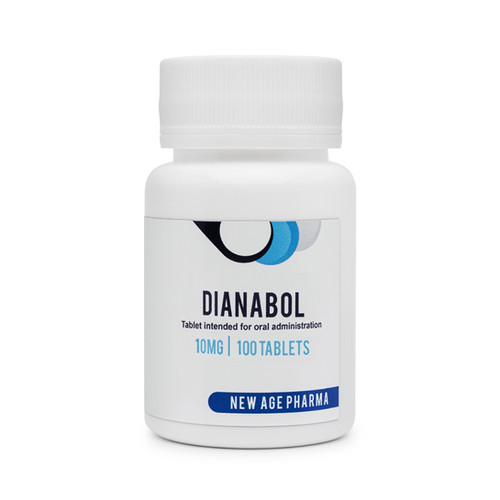 DIANABOL
Tablet intended for oral administration
10MG | 100 TABLETS
NEW AGE PHARMA